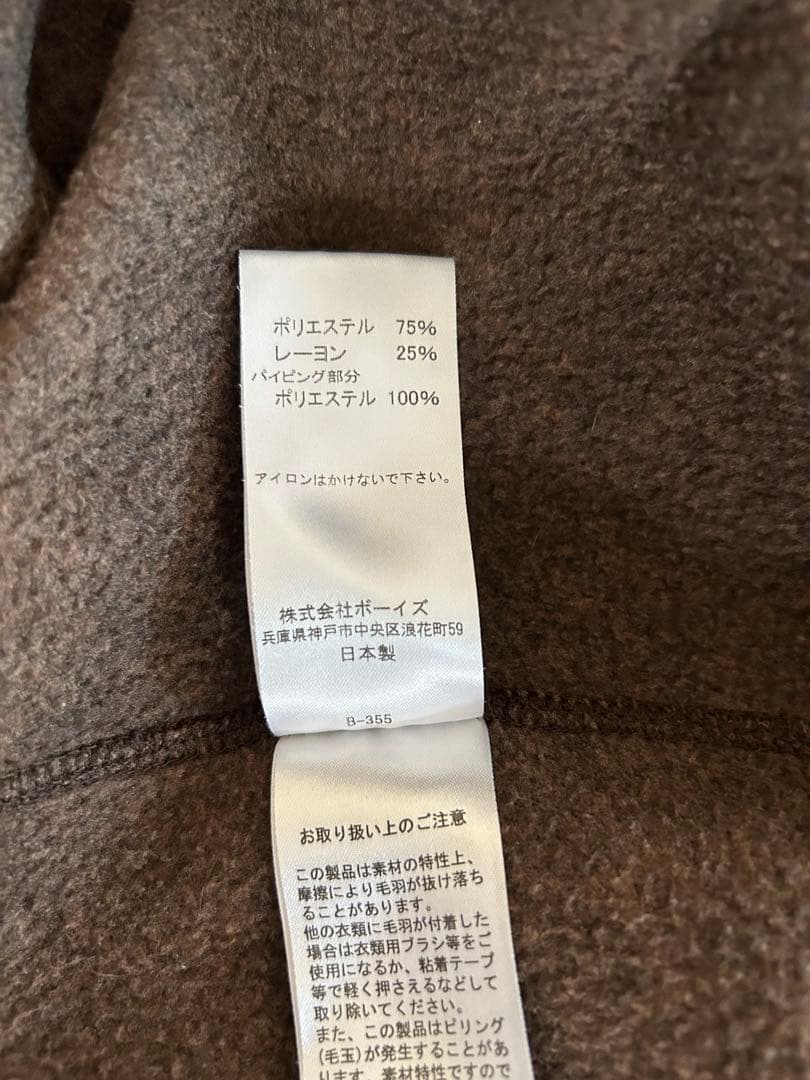 ポリエステル 75%
レーヨン 25%
パイピング部分
ポリエステル 100%
アイロンはかけないで下さい。
株式会社ボーイズ
兵庫県神戸市中央区浪花町59
日本製
B-355
お取り扱い上のご注意
この製品は素材の特性上、
摩擦により毛羽が抜け落ち
ることがあります。
他の衣類に毛羽が付着した
場合は衣類用ブラシ等をご
使用になるか、粘着テープ
等で軽く押さえるなどして
取り除いてください。
また、この製品はピリング
(毛玉)が発生することがあ
ります。素材特性ですので